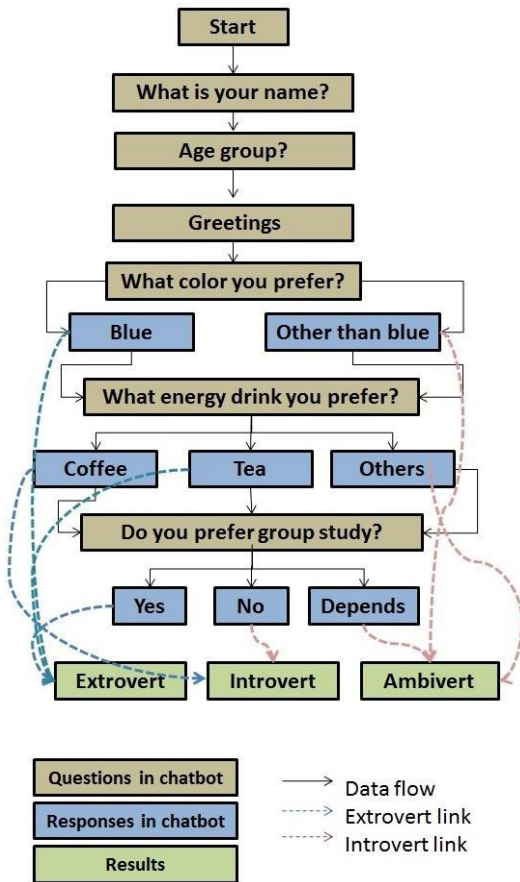 Start
What is your name?
Age group?
Greetings
What color you prefer?
Blue
Other than blue
What energy drink you prefer?
Coffee
Tea
Others
Do you prefer group study?
Yes
No
Depends
Extrovert
Introvert
Ambivert
Questions in chatbot
Responses in chatbot
Results
Data flow
Extrovert link
Introvert link